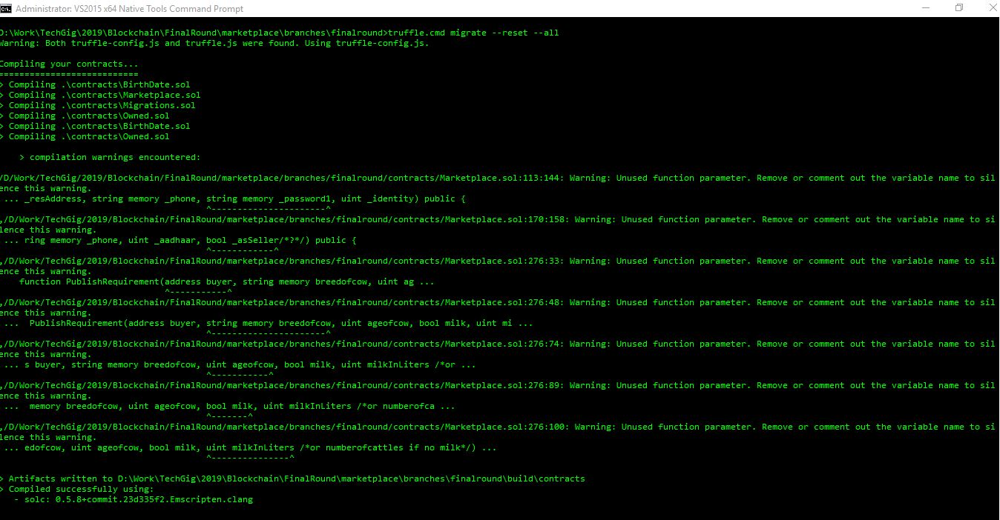 Administrator: VS2015 x64 Native Tools Command Prompt
D:\Work\TechGig\2019\Blockchain\FinalRound\marketplace\branches\finalround>truffle.cmd migrate --reset --all
Warning: Both truffle-config.js and truffle.js were found. Using truffle-config.js.
Compiling your contracts...
===========================
> Compiling .\contracts\BirthDate.sol
> Compiling .\contracts\Marketplace.sol
> Compiling .\contracts\Migrations.sol
> Compiling .\contracts\Owned.sol
> Compiling .\contracts\BirthDate.sol
> Compiling .\contracts\Owned.sol
> compilation warnings encountered:
/D/Work/TechGig/2019/Blockchain/FinalRound/marketplace/branches/finalround/contracts/Marketplace.sol:113:144: Warning: Unused function parameter. Remove or comment out the variable name to sil
ence this warning.
... _resAddress, string memory _phone, string memory _password1, uint _identity) public {
^----------------------^
,/D/Work/TechGig/2019/Blockchain/FinalRound/marketplace/branches/finalround/contracts/Marketplace.sol:170:158: Warning: Unused function parameter. Remove or comment out the variable name to si
lence this warning.
... ring memory _phone, uint _aadhaar, bool _asSeller/*?*/) public {
^------------^
,/D/Work/TechGig/2019/Blockchain/FinalRound/marketplace/branches/finalround/contracts/Marketplace.sol:276:33: Warning: Unused function parameter. Remove or comment out the variable name to sil
ence this warning.
function PublishRequirement(address buyer, string memory breedofcow, uint ag ...
^-----------^
,/D/Work/TechGig/2019/Blockchain/FinalRound/marketplace/branches/finalround/contracts/Marketplace.sol:276:48: Warning: Unused function parameter. Remove or comment out the variable name to sil
ence this warning.
... PublishRequirement(address buyer, string memory breedofcow, uint ageofcow, bool milk, uint mi ...
^----------------------^
,/D/Work/TechGig/2019/Blockchain/FinalRound/marketplace/branches/finalround/contracts/Marketplace.sol:276:74: Warning: Unused function parameter. Remove or comment out the variable name to sil
ence this warning.
... s buyer, string memory breedofcow, uint ageofcow, bool milk, uint milkInLiters /*or ...
^-----------^
,/D/Work/TechGig/2019/Blockchain/FinalRound/marketplace/branches/finalround/contracts/Marketplace.sol:276:89: Warning: Unused function parameter. Remove or comment out the variable name to sil
ence this warning.
... memory breedofcow, uint ageofcow, bool milk, uint milkInLiters /*or numberofca ...
^-------^
,/D/Work/TechGig/2019/Blockchain/FinalRound/marketplace/branches/finalround/contracts/Marketplace.sol:276:100: Warning: Unused function parameter. Remove or comment out the variable name to si
lence this warning.
... edofcow, uint ageofcow, bool milk, uint milkInLiters /*or numberofcattles if no milk*/) ...
^---------------^
> Artifacts written to D:\Work\TechGig\2019\Blockchain\FinalRound\marketplace\branches\finalround\build\contracts
> Compiled successfully using:
- solc: 0.5.8+commit.23d335f2.Emscripten.clang